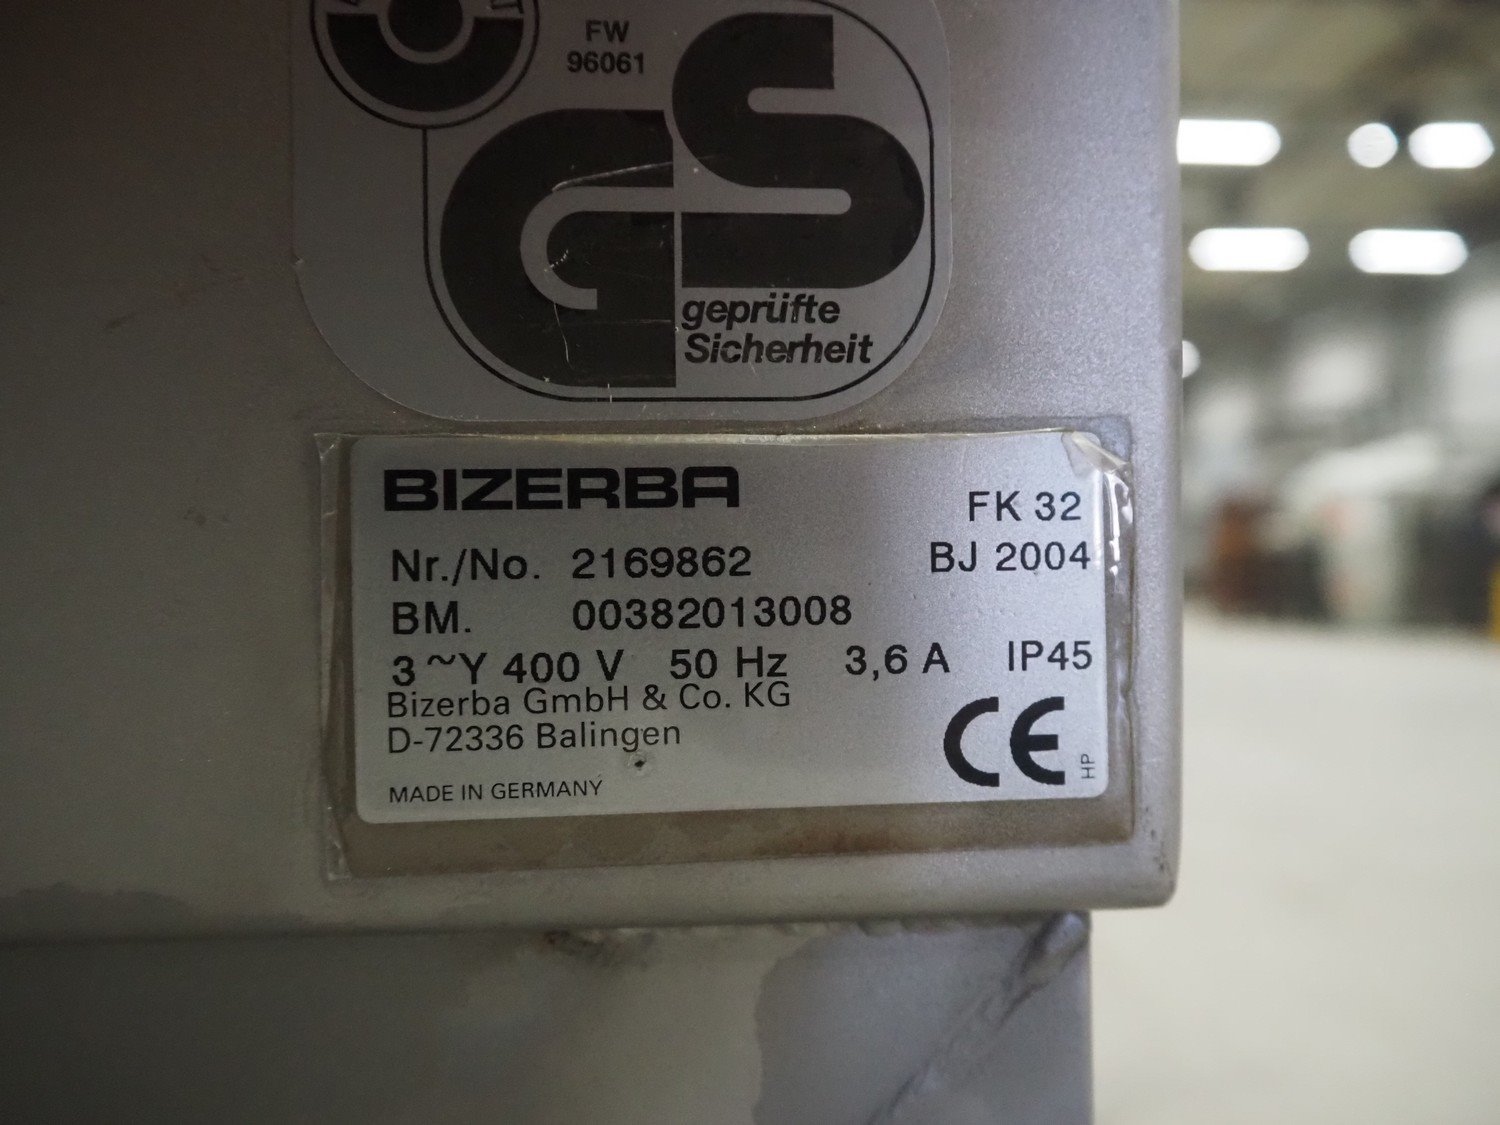 FW
96061
GS
geprüfte
Sicherheit
BIZERBA FK 32
Nr./No. 2169862 BJ 2004
BM. 00382013008
3 ~Y 400 V 50 Hz 3,6 A IP45
Bizerba GmbH & Co. KG
D-72336 Balingen
CE
HP
MADE IN GERMANY